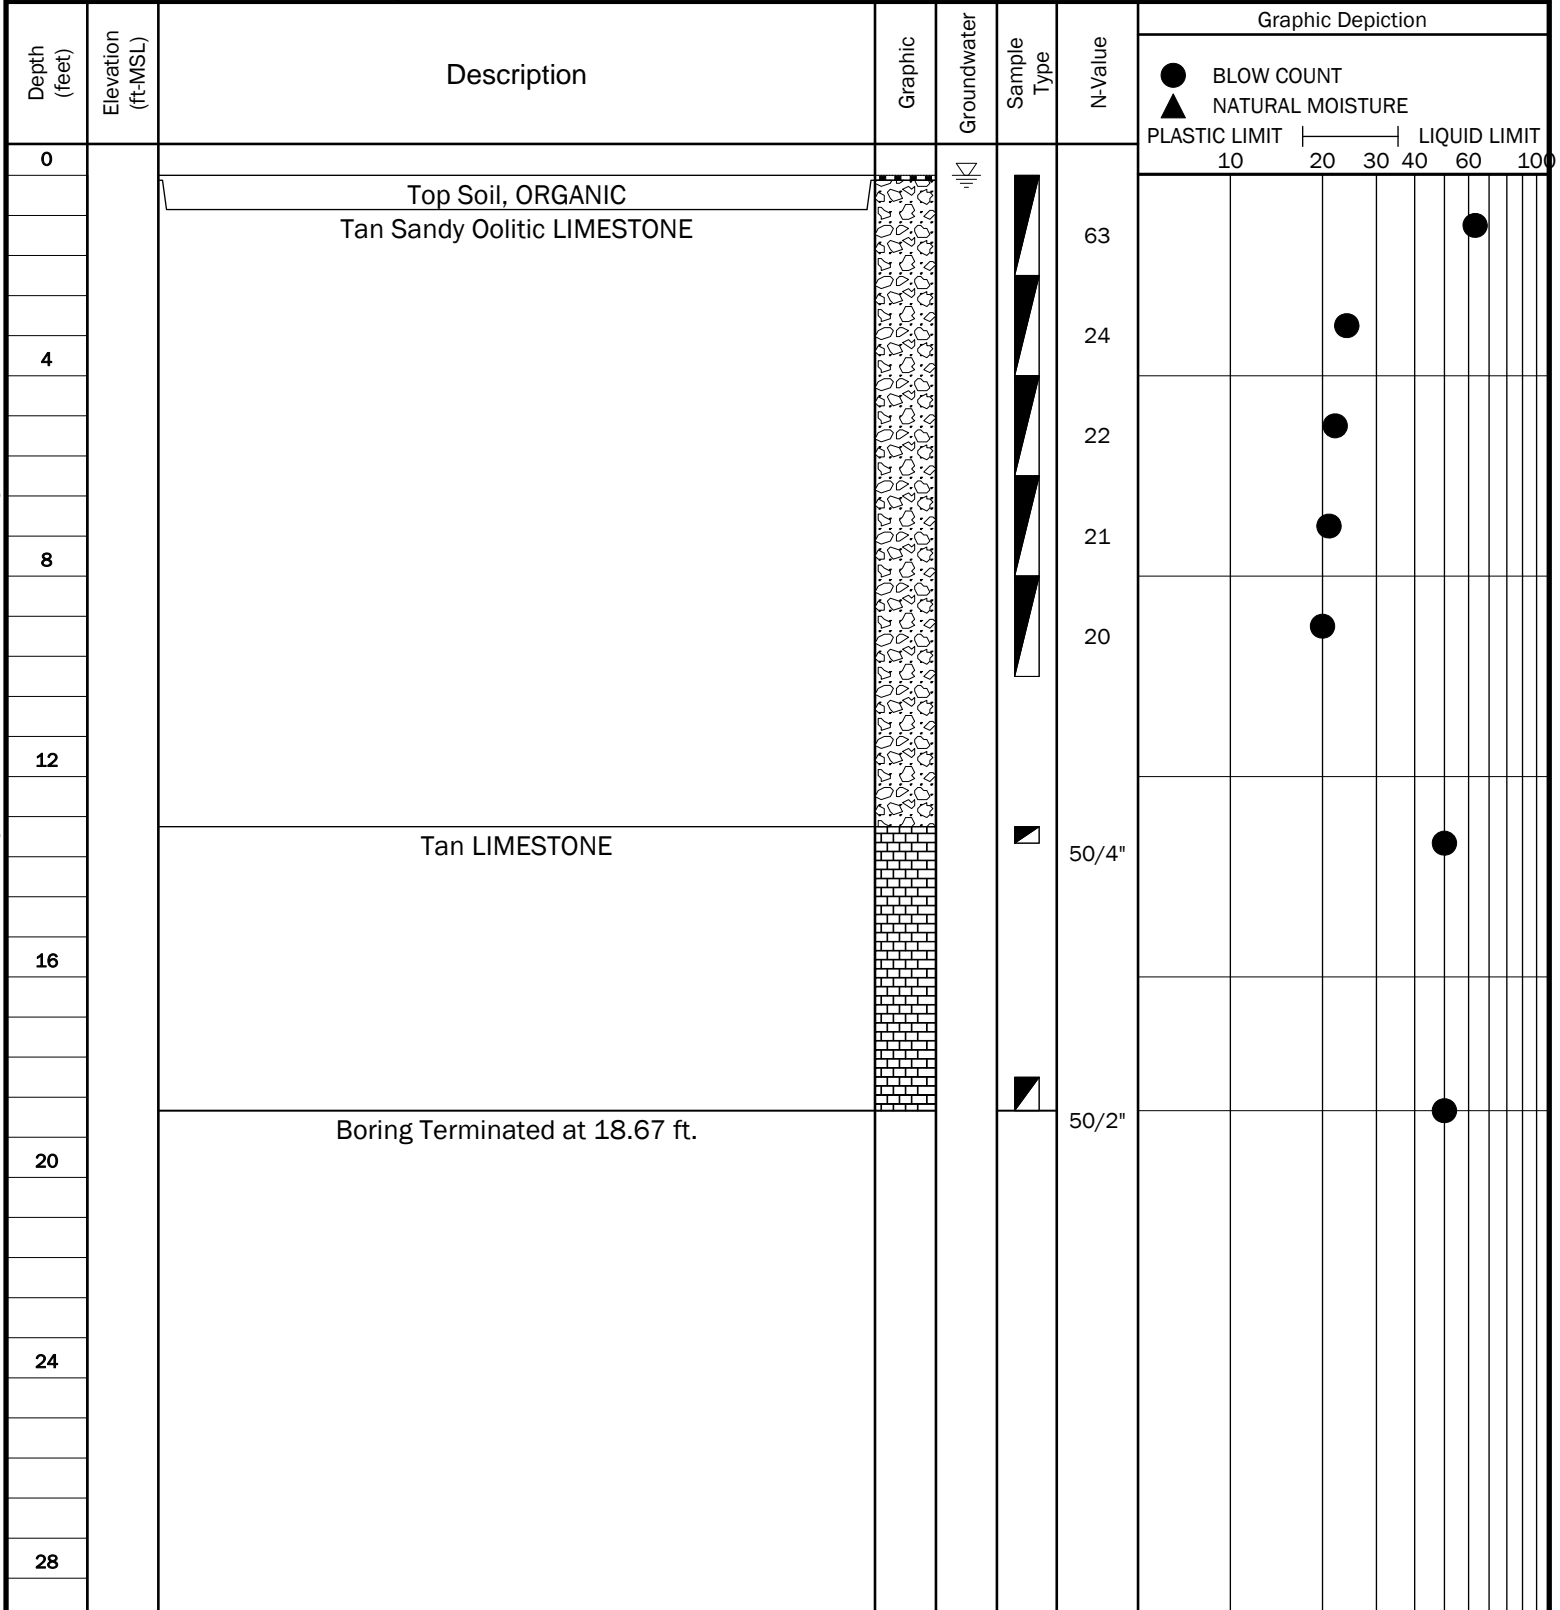 Graphic Depiction
Depth
(feet)
Elevation
(ft-MSL)
Description
Graphic
Groundwater
Sample
Type
N-Value
BLOW COUNT
NATURAL MOISTURE
PLASTIC LIMIT LIQUID LIMIT
10 20 30 40 60 100
0
Top Soil, ORGANIC
Tan Sandy Oolitic LIMESTONE
63
24
4
22
21
8
20
12
Tan LIMESTONE
50/4"
16
50/2"
Boring Terminated at 18.67 ft.
20
24
28